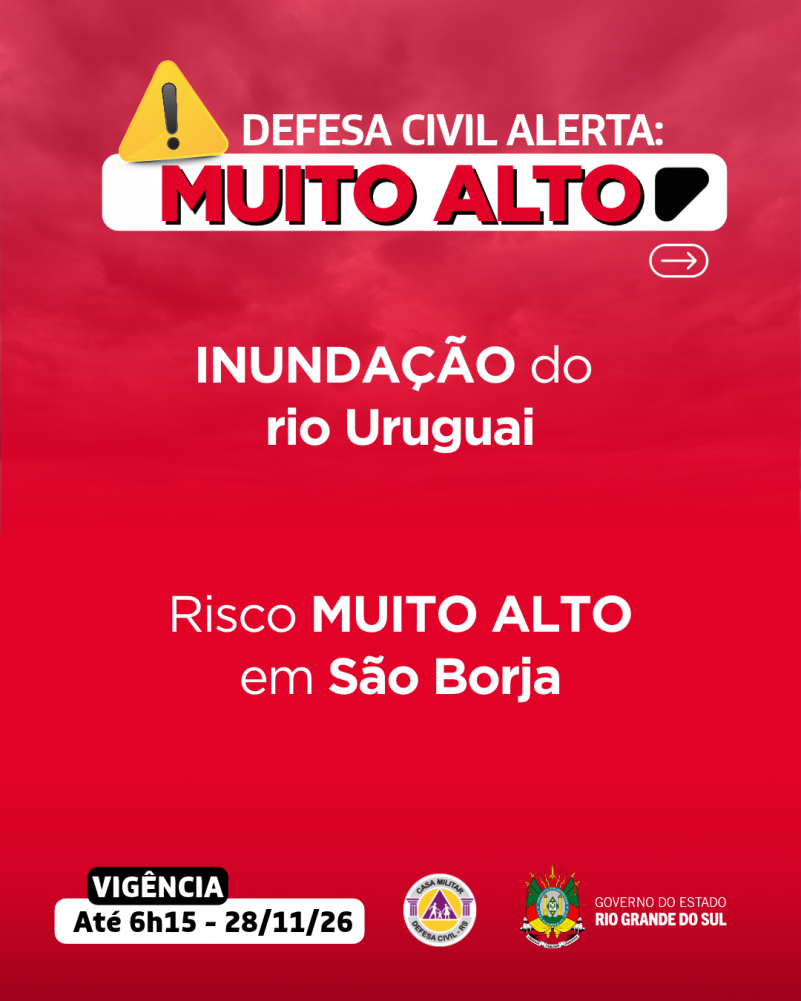 DEFESA CIVIL ALERTA:
MUITO ALTO
INUNDAÇÃO do
rio Uruguai
Risco MUITO ALTO
em São Borja
VIGÊNCIA
Até 6h15 - 28/11/26
CASA MILITAR
DEFESA CIVIL - RS
GOVERNO DO ESTADO
RIO GRANDE DO SUL